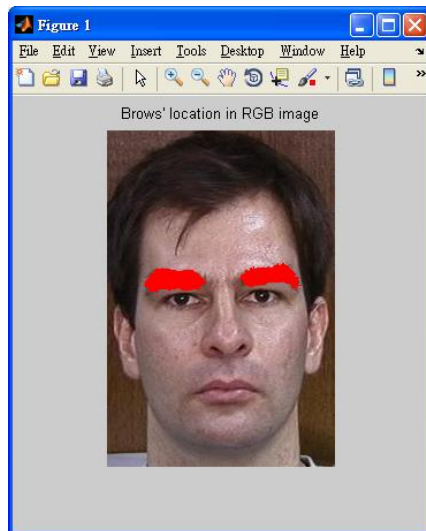 Figure 1
File Edit View Insert Tools Desktop Window Help
Brows' location in RGB image